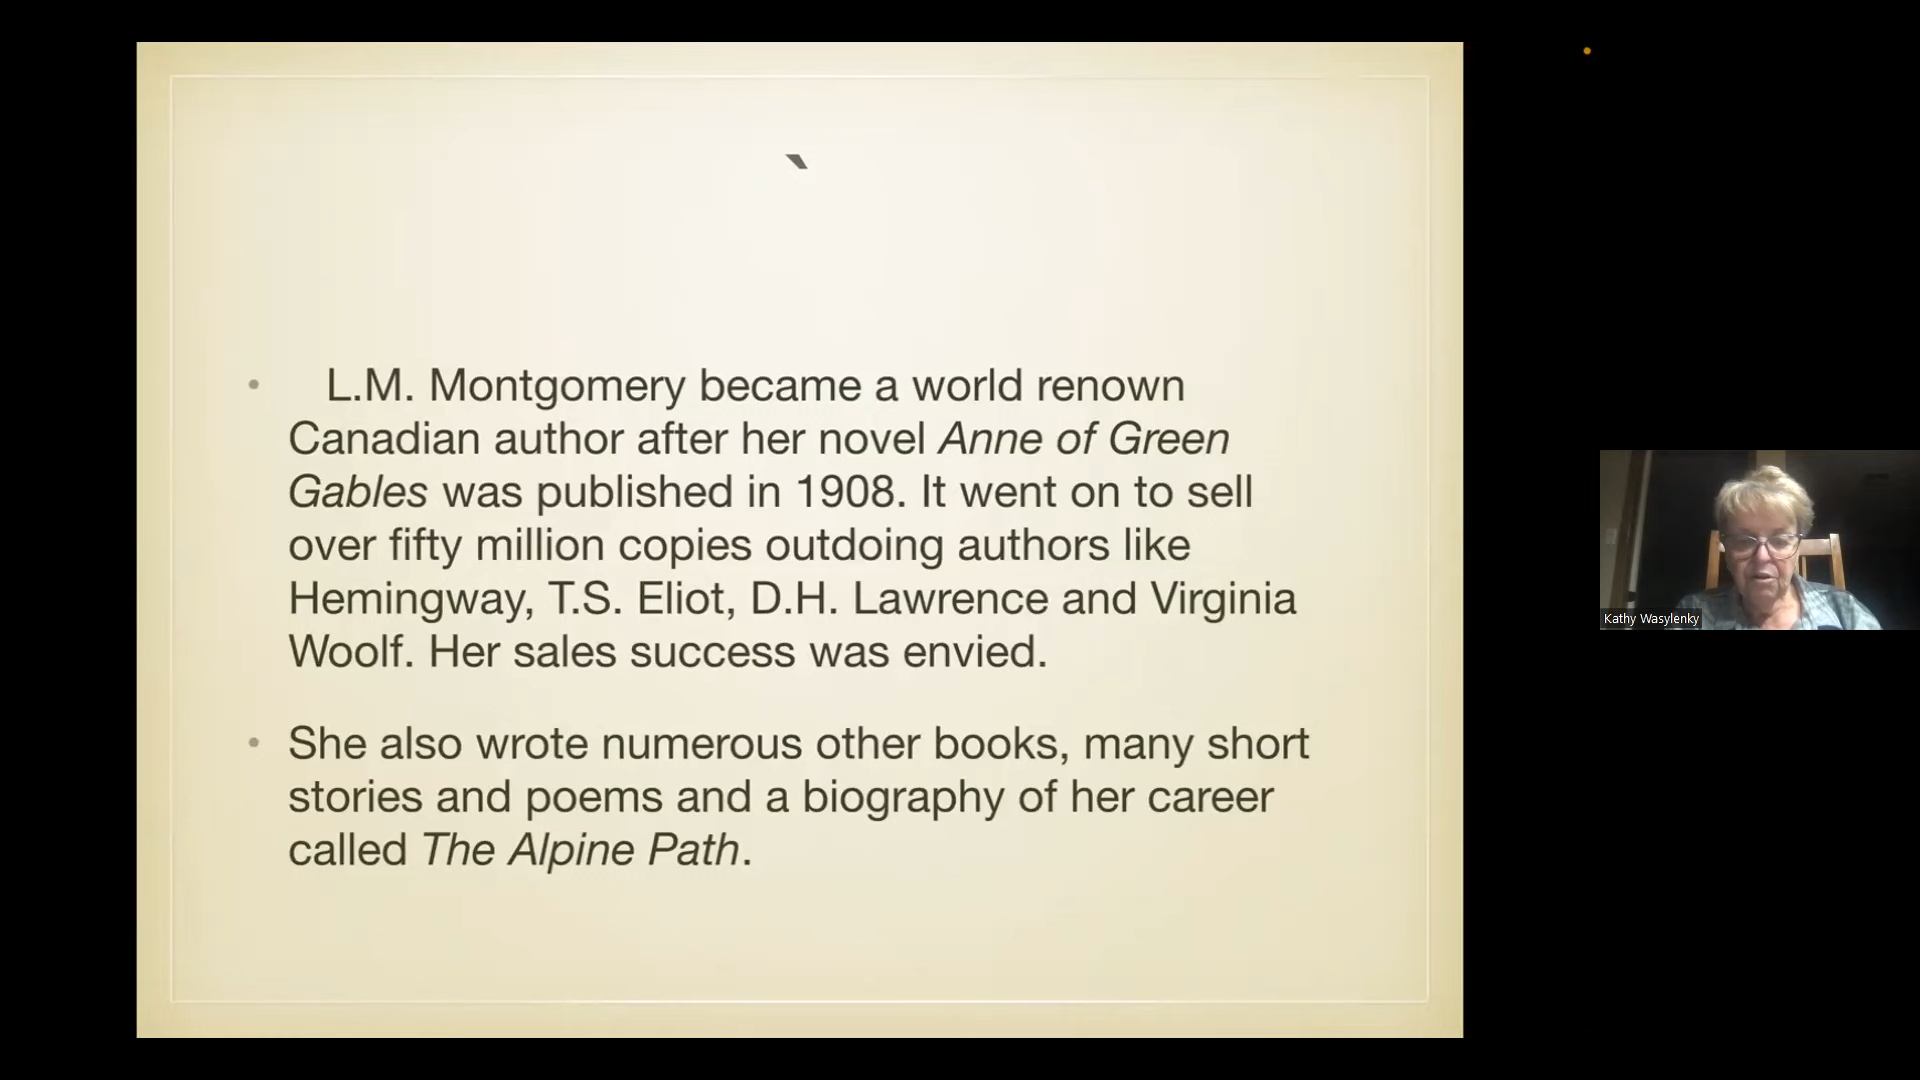 `
• L.M. Montgomery became a world renown
Canadian author after her novel Anne of Green
Gables was published in 1908. It went on to sell
over fifty million copies outdoing authors like
Hemingway, T.S. Eliot, D.H. Lawrence and Virginia
Woolf. Her sales success was envied.
• She also wrote numerous other books, many short
stories and poems and a biography of her career
called The Alpine Path.
Kathy Wasylenky